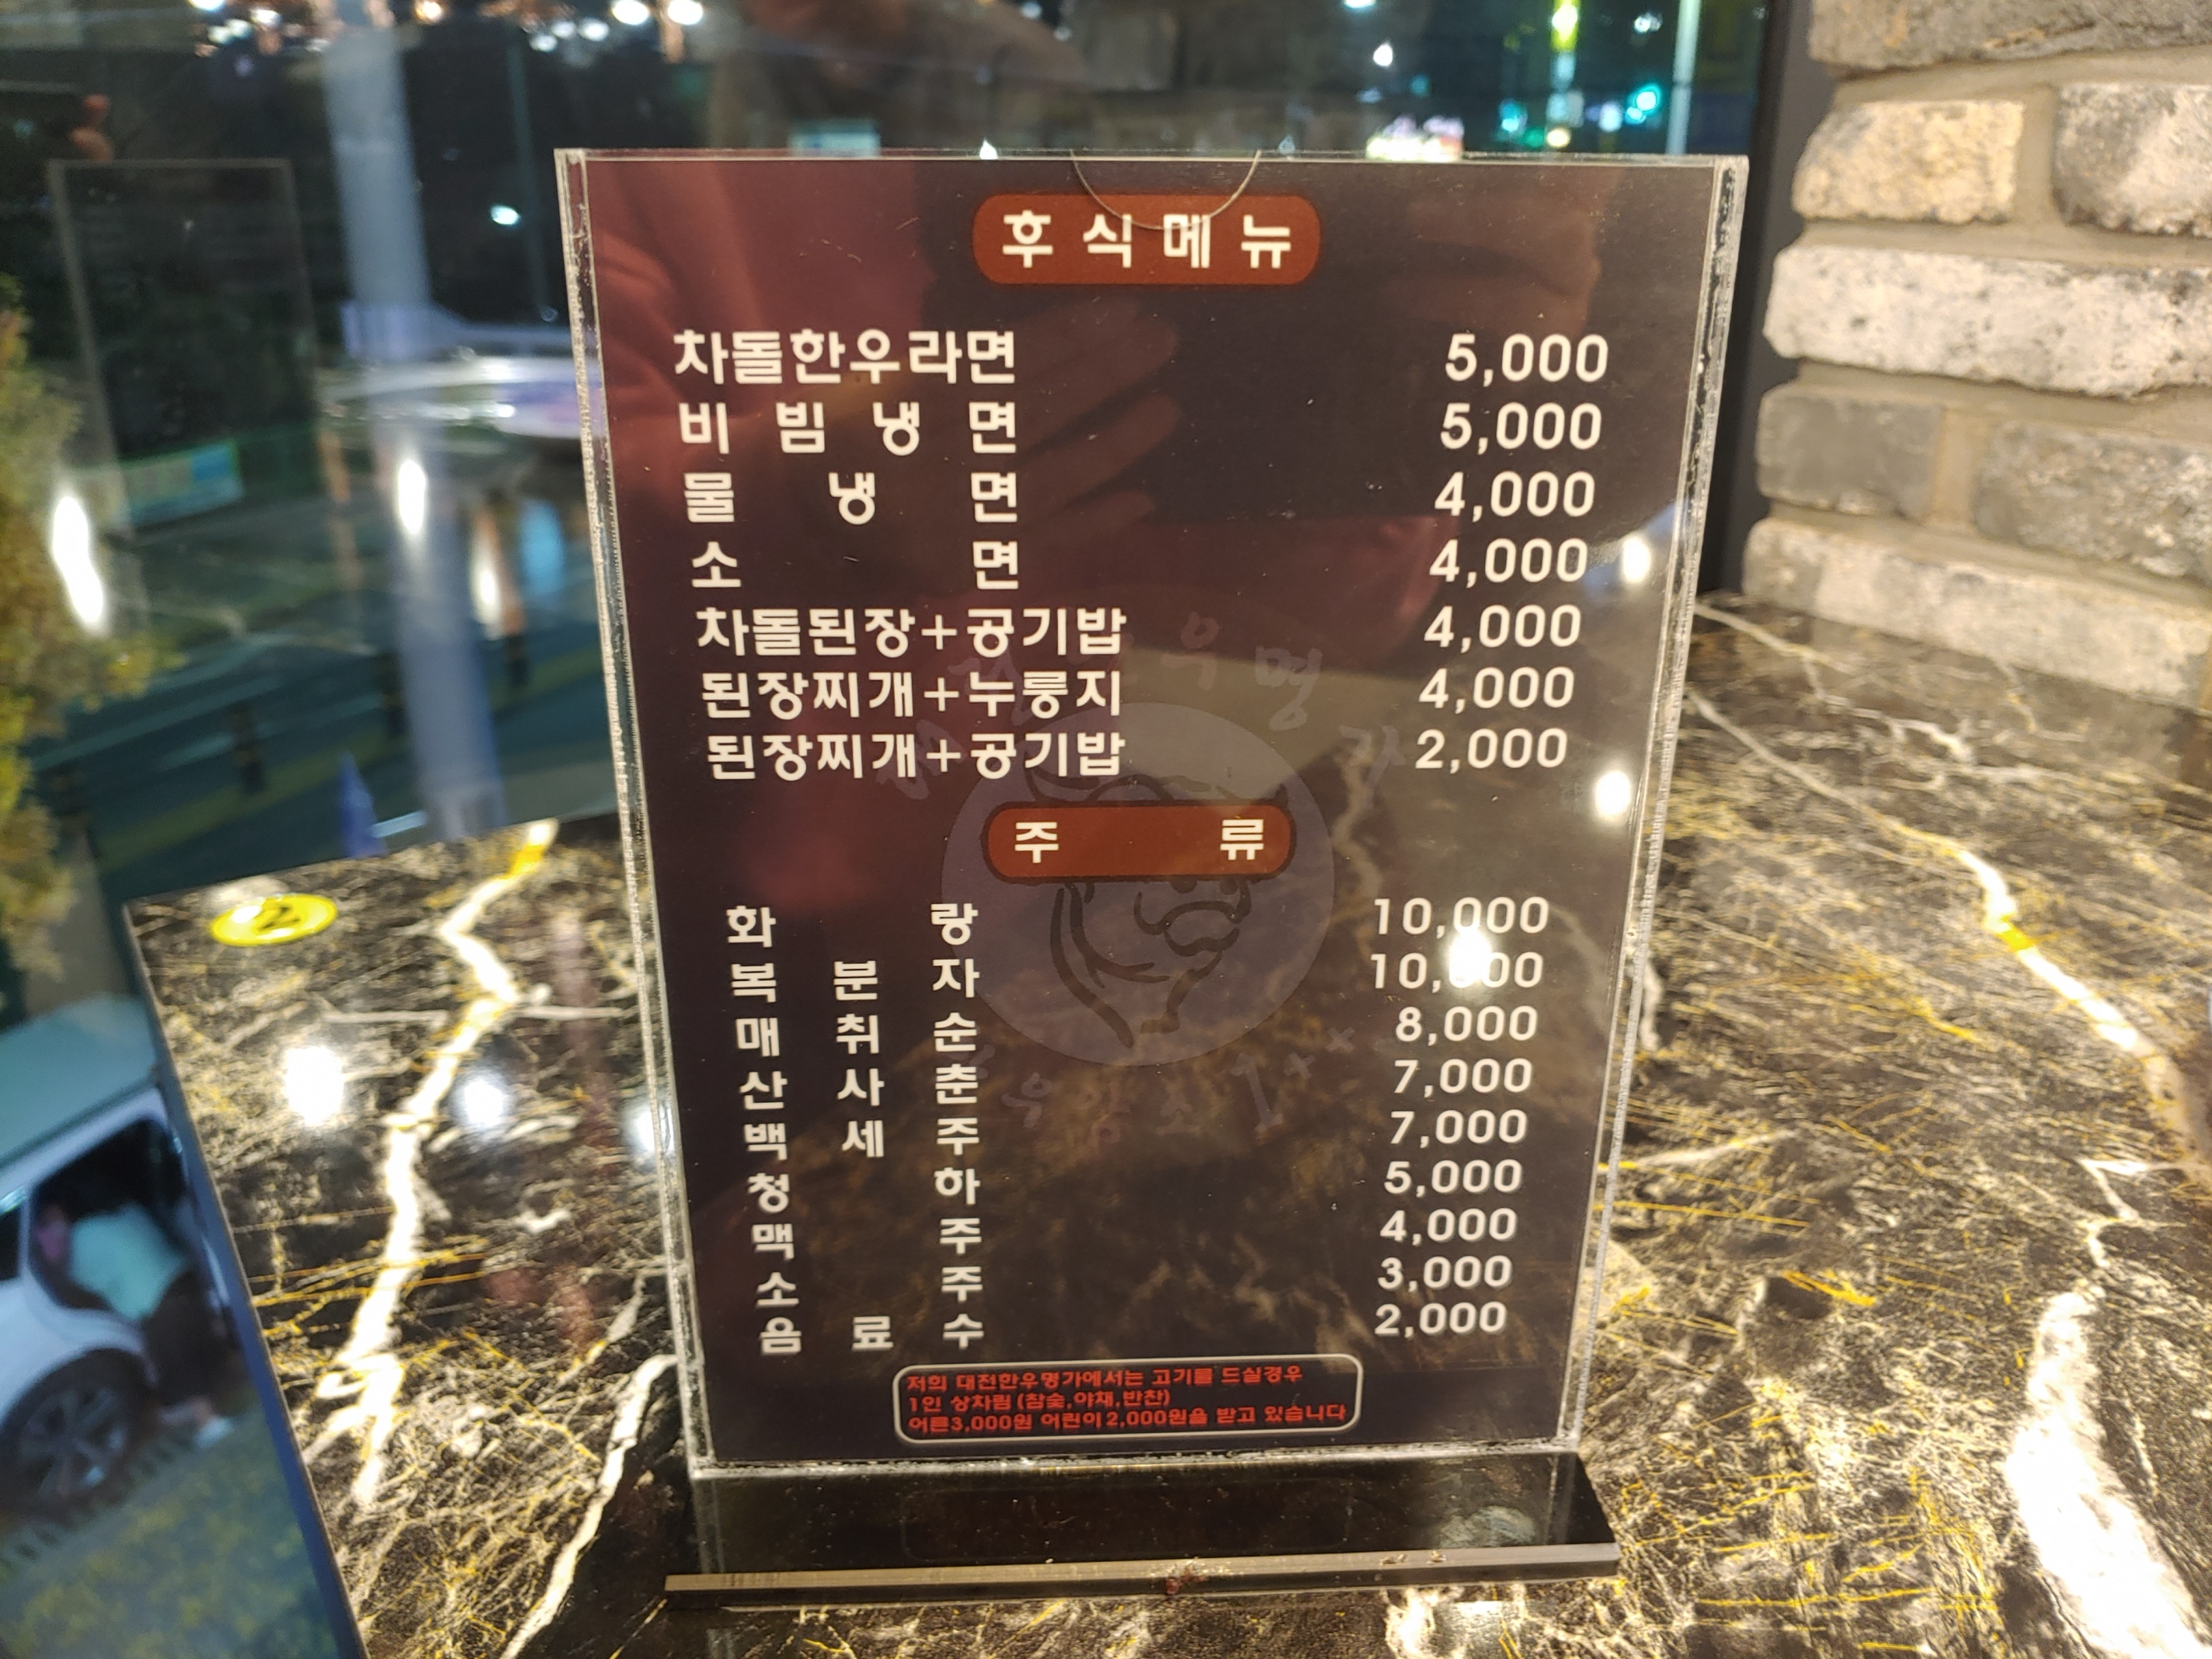 후식메뉴
차돌한우라면 5,000
비빔냉면 5,000
물냉면 4,000
소면 4,000
차돌된장+공기밥 4,000
된장찌개+누룽지 4,000
된장찌개+공기밥 2,000
주류
화랑 10,000
복분자 10,000
매취순 8,000
산사춘 7,000
백세주 7,000
청하 5,000
맥주 4,000
소주 3,000
음료수 2,000
저희 대전한우명가에서는 고기를 드실경우
1인 상차림 (참숯,야채,반찬)
어른3,000원 어린이2,000원을 받고 있습니다
2